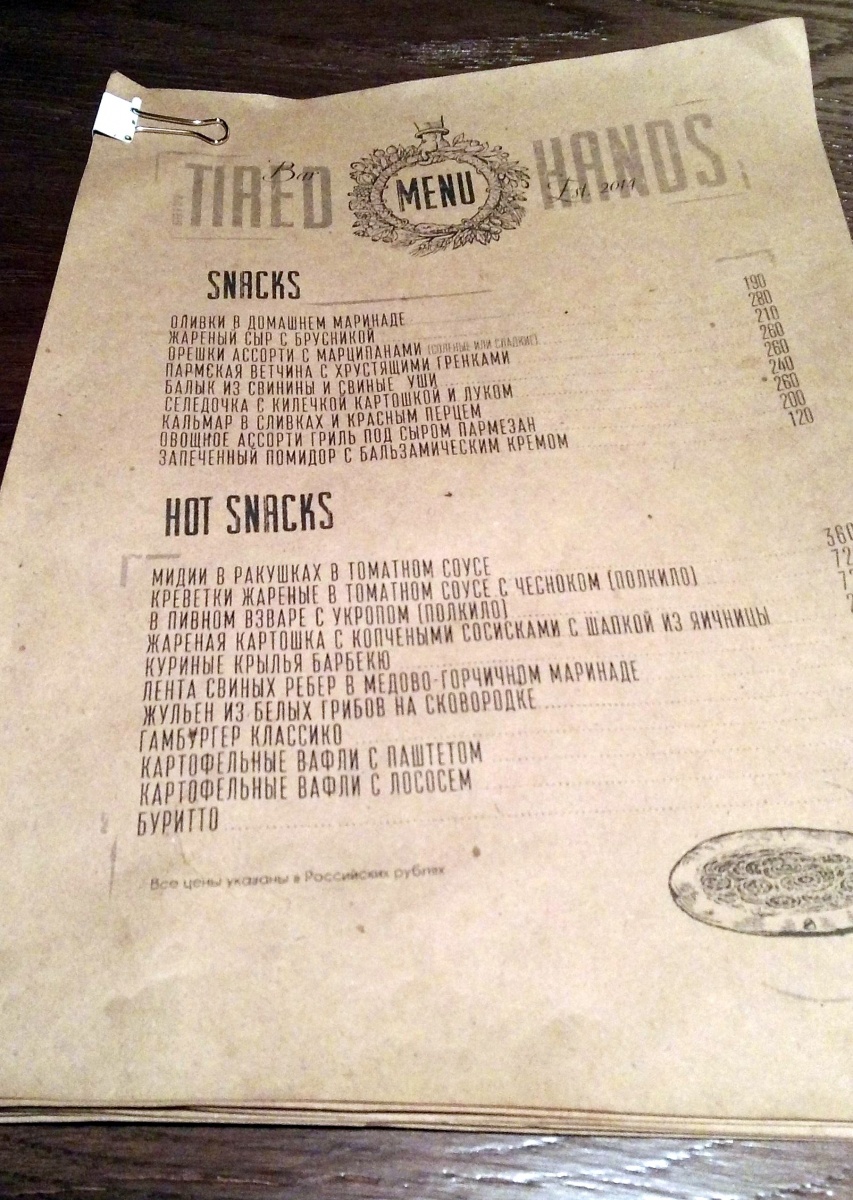 Bar
TIRED
MENU
HANDS
Est. 2014
SNACKS
ОЛИВКИ В ДОМАШНЕМ МАРИНАДЕ 190
ЖАРЕНЫЙ СЫР С БРУСНИКОЙ 280
ОРЕШКИ АССОРТИ С МАРЦИПАНАМИ (СОЛЕНЫЕ ИЛИ СЛАДКИЕ) 210
ПАРМСКАЯ ВЕТЧИНА С ХРУСТЯЩИМИ ГРЕНКАМИ 260
БАЛЫК ИЗ СВИНИНЫ И СВИНЫЕ УШИ 260
СЕЛЕДОЧКА С КИЛЕЧКОЙ КАРТОШКОЙ И ЛУКОМ 240
КАЛЬМАР В СЛИВКАХ И КРАСНЫМ ПЕРЦЕМ 260
ОВОЩНОЕ АССОРТИ ГРИЛЬ ПОД СЫРОМ ПАРМЕЗАН 200
ЗАПЕЧЕННЫЙ ПОМИДОР С БАЛЬЗАМИЧЕСКИМ КРЕМОМ 120
HOT SNACKS
МИДИИ В РАКУШКАХ В ТОМАТНОМ СОУСЕ 360
КРЕВЕТКИ ЖАРЕНЫЕ В ТОМАТНОМ СОУСЕ С ЧЕСНОКОМ (ПОЛКИЛО)
В ПИВНОМ ВЗВАРЕ С УКРОПОМ (ПОЛКИЛО)
ЖАРЕНАЯ КАРТОШКА С КОПЧЕНЫМИ СОСИСКАМИ С ШАПКОЙ ИЗ ЯИЧНИЦЫ
КУРИНЫЕ КРЫЛЬЯ БАРБЕКЮ
ЛЕНТА СВИНЫХ РЕБЕР В МЕДОВО-ГОРЧИЧНОМ МАРИНАДЕ
ЖУЛЬЕН ИЗ БЕЛЫХ ГРИБОВ НА СКОВОРОДКЕ
ГАМБУРГЕР КЛАССИКО
КАРТОФЕЛЬНЫЕ ВАФЛИ С ПАШТЕТОМ
КАРТОФЕЛЬНЫЕ ВАФЛИ С ЛОСОСЕМ
БУРИТТО
Все цены указаны в Российских рублях